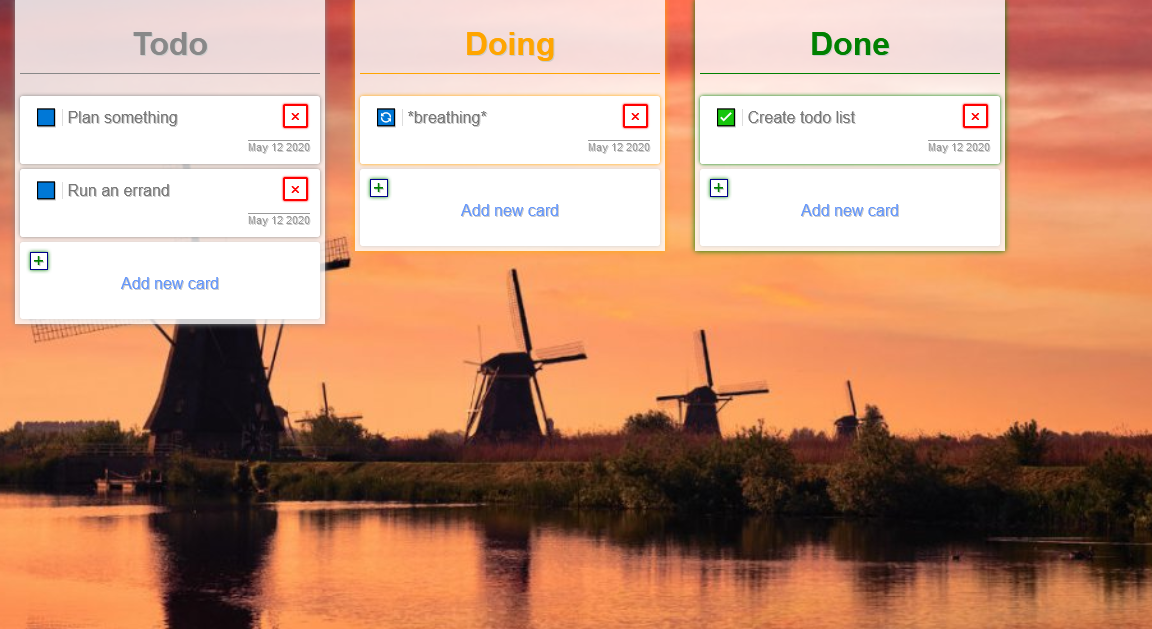 Todo
Plan something
May 12 2020
Run an errand
May 12 2020
Add new card
Doing
*breathing*
May 12 2020
Add new card
Done
Create todo list
May 12 2020
Add new card